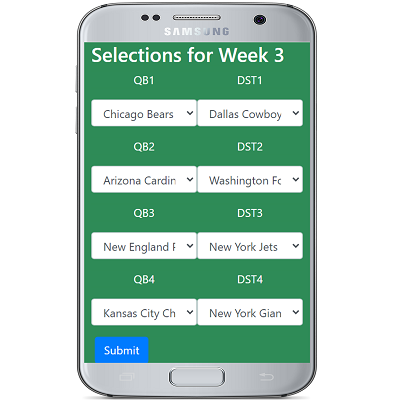 SAMSUNG
Selections for Week 3
QB1 DST1
Chicago Bears Dallas Cowboy
QB2 DST2
Arizona Cardin Washington Fo
QB3 DST3
New England P New York Jets
QB4 DST4
Kansas City Ch New York Gian
Submit